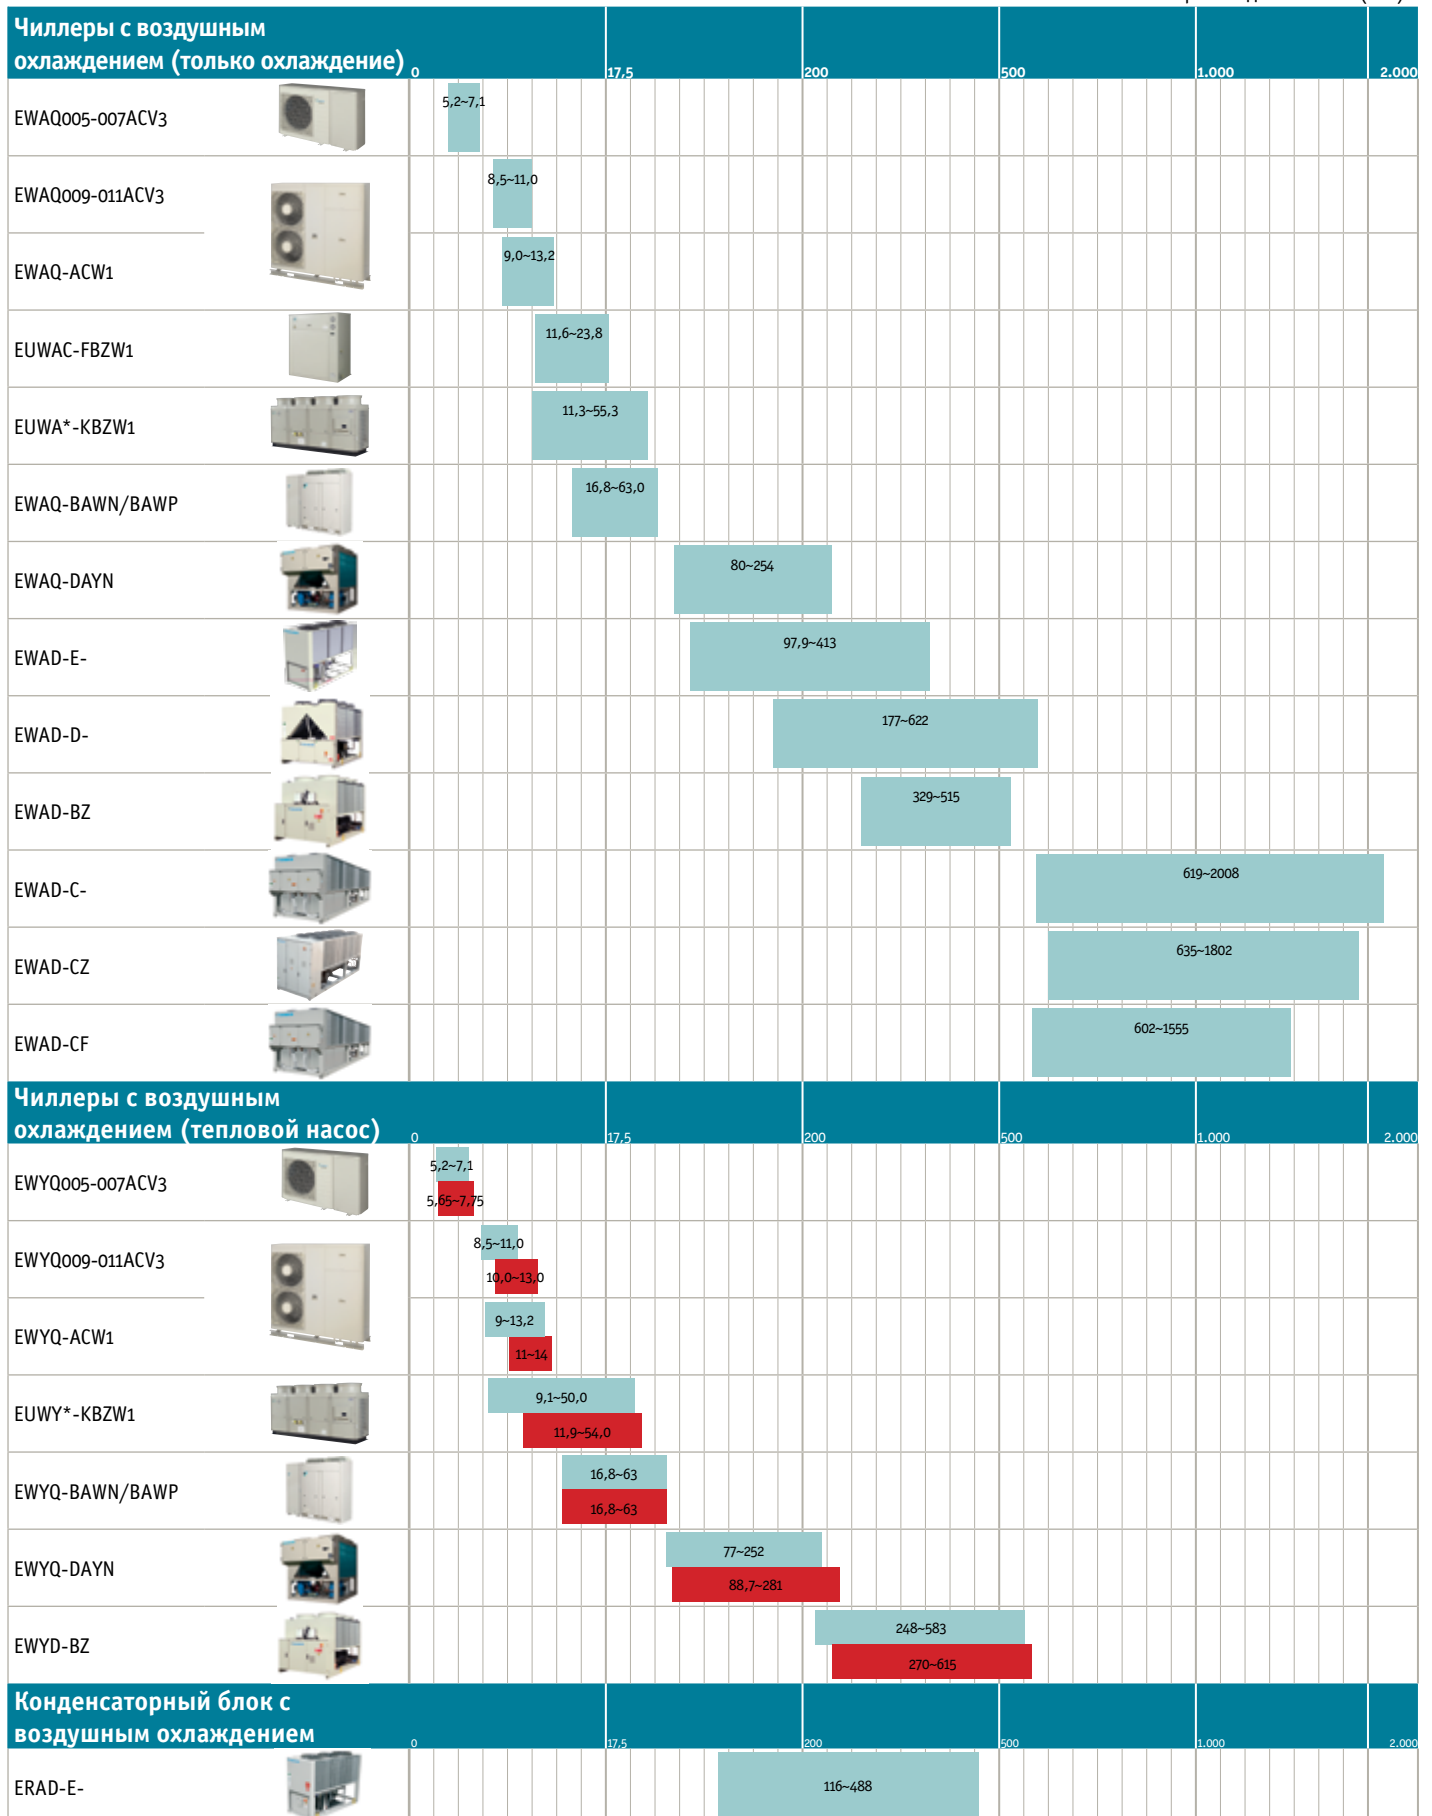 Чиллеры с воздушным
охлаждением (только охлаждение)
0 17,5 200 500 1.000 2.000
EWAQ005-007ACV3
5,2~7,1
EWAQ009-011ACV3
8,5~11,0
EWAQ-ACW1
9,0~13,2
EUWAC-FBZW1
11,6~23,8
EUWA*-KBZW1
11,3~55,3
EWAQ-BAWN/BAWP
16,8~63,0
EWAQ-DAYN
80~254
EWAD-E-
97,9~413
EWAD-D-
177~622
EWAD-BZ
329~515
EWAD-C-
619~2008
EWAD-CZ
635~1802
EWAD-CF
602~1555
Чиллеры с воздушным
охлаждением (тепловой насос)
0 17,5 200 500 1.000 2.000
EWYQ005-007ACV3
5,2~7,1
5,65~7,75
EWYQ009-011ACV3
8,5~11,0
10,0~13,0
EWYQ-ACW1
9~13,2
11~14
EUWY*-KBZW1
9,1~50,0
11,9~54,0
EWYQ-BAWN/BAWP
16,8~63
16,8~63
EWYQ-DAYN
77~252
88,7~281
EWYD-BZ
248~583
270~615
Конденсаторный блок с
воздушным охлаждением
0 17,5 200 500 1.000 2.000
ERAD-E-
116~488